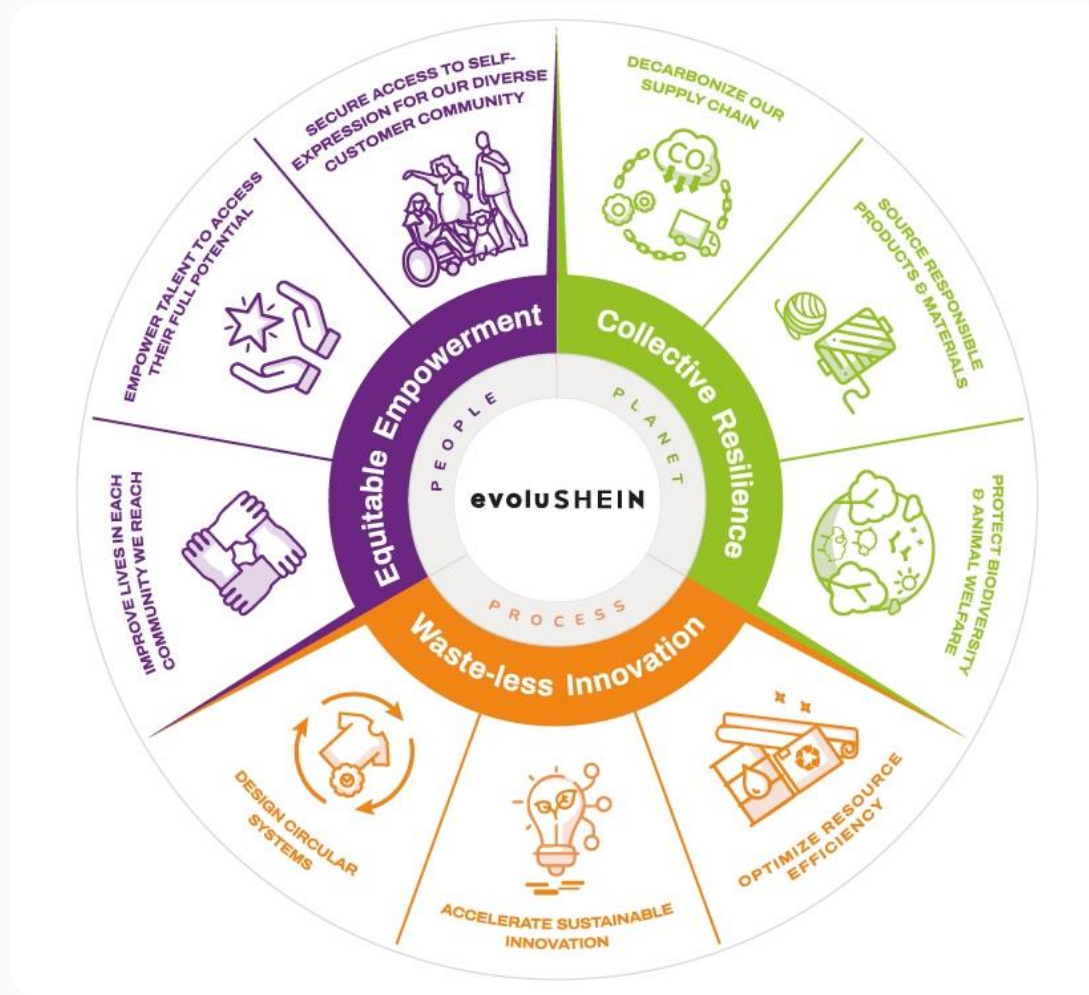 SECURE ACCESS TO SELF-
EXPRESSION FOR OUR DIVERSE
CUSTOMER COMMUNITY
DECARBONIZE OUR
SUPPLY CHAIN
CO2
SOURCE RESPONSIBLE
PRODUCTS & MATERIALS
PROTECT BIODIVERSITY
& ANIMAL WELFARE
OPTIMIZE RESOURCE
EFFICIENCY
ACCELERATE SUSTAINABLE
INNOVATION
DESIGN CIRCULAR
SYSTEMS
IMPROVE LIVES IN EACH
COMMUNITY WE REACH
EMPOWER TALENT TO ACCESS
THEIR FULL POTENTIAL
Equitable Empowerment
Collective Resilience
Waste-less Innovation
PEOPLE
PLANET
PROCESS
evoluSHEIN